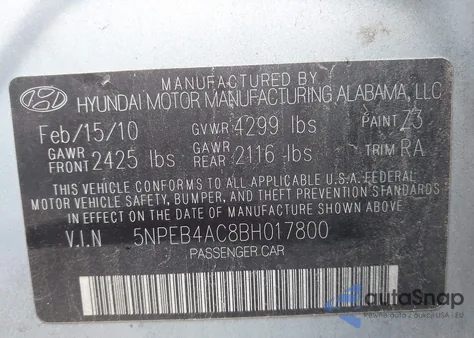 MANUFACTURED BY
HYUNDAI MOTOR MANUFACTURING ALABAMA, LLC
Feb/15/10 GVWR 4299 lbs PAINT Z3
GAWR FRONT 2425 lbs GAWR REAR 2116 lbs TRIM RA
THIS VEHICLE CONFORMS TO ALL APPLICABLE U.S.A FEDERAL
MOTOR VEHICLE SAFETY, BUMPER, AND THEFT PREVENTION STANDARDS
IN EFFECT ON THE DATE OF MANUFACTURE SHOWN ABOVE.
V.I.N 5NPEB4AC8BH017800
PASSENGER CAR
autoSnap